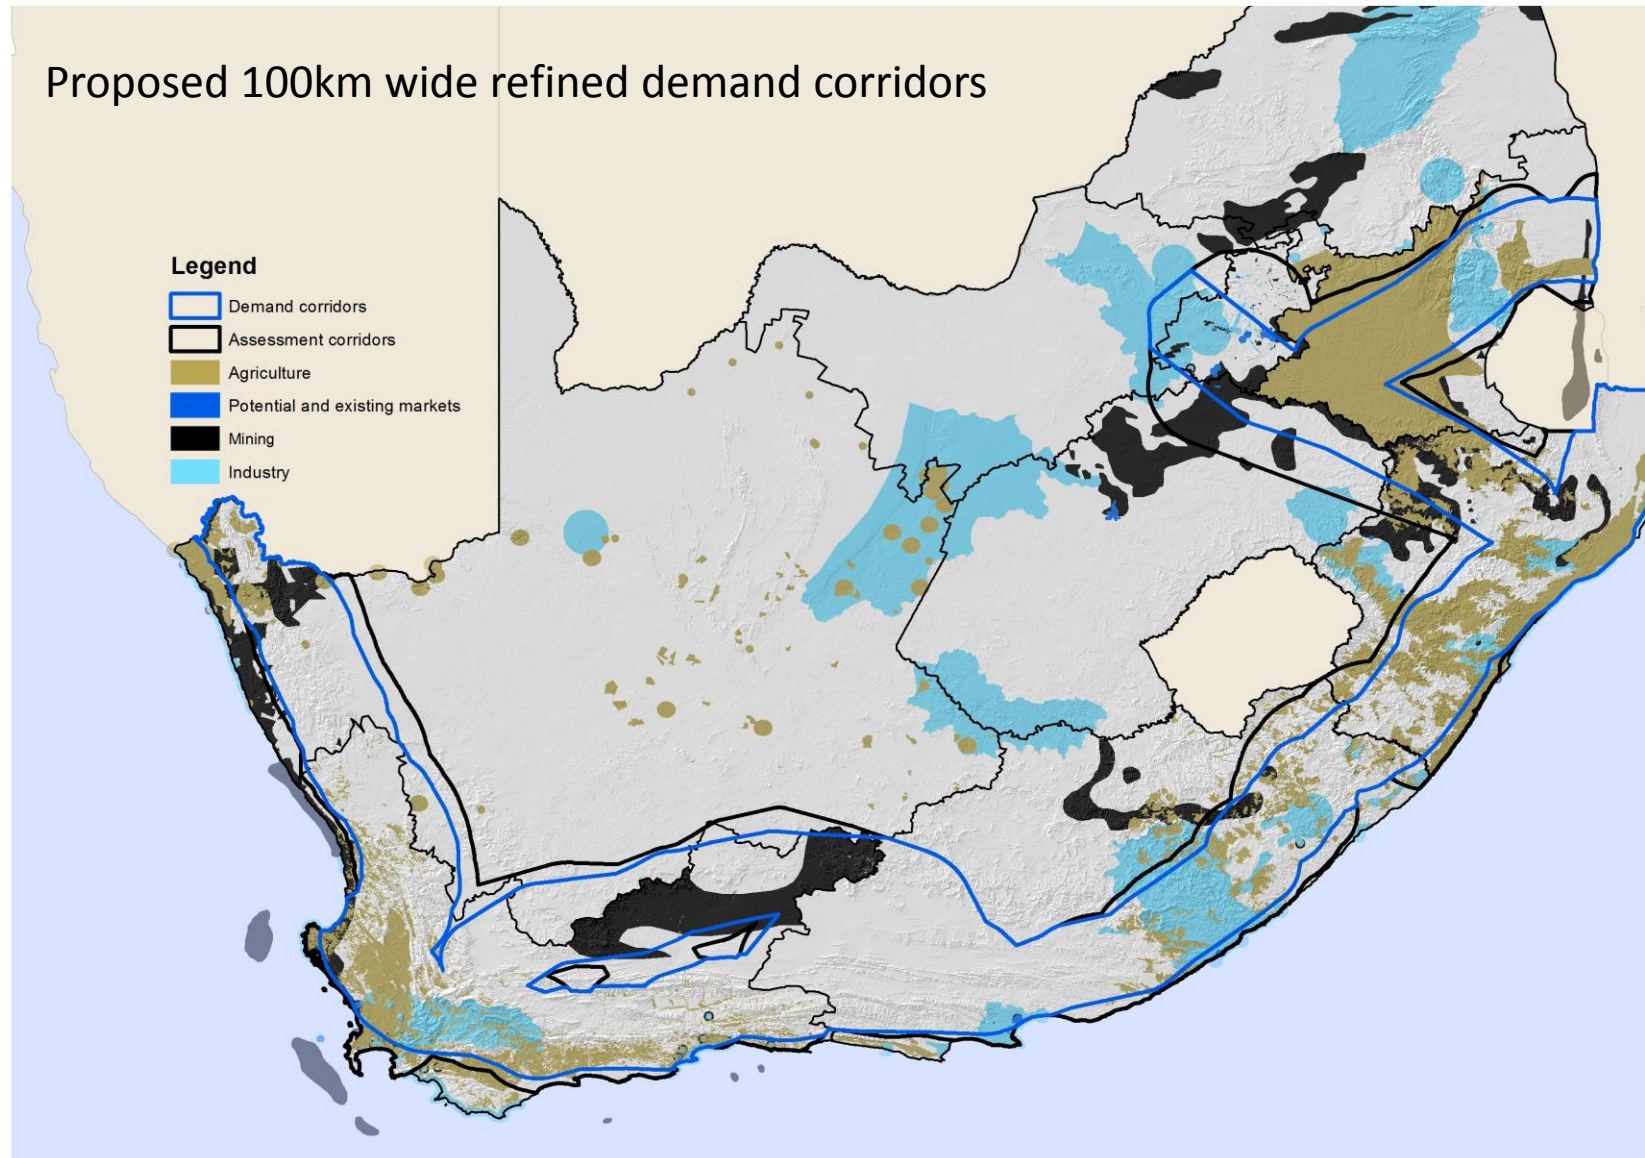 Proposed 100km wide refined demand corridors
Legend
Demand corridors
Assessment corridors
Agriculture
Potential and existing markets
Mining
Industry